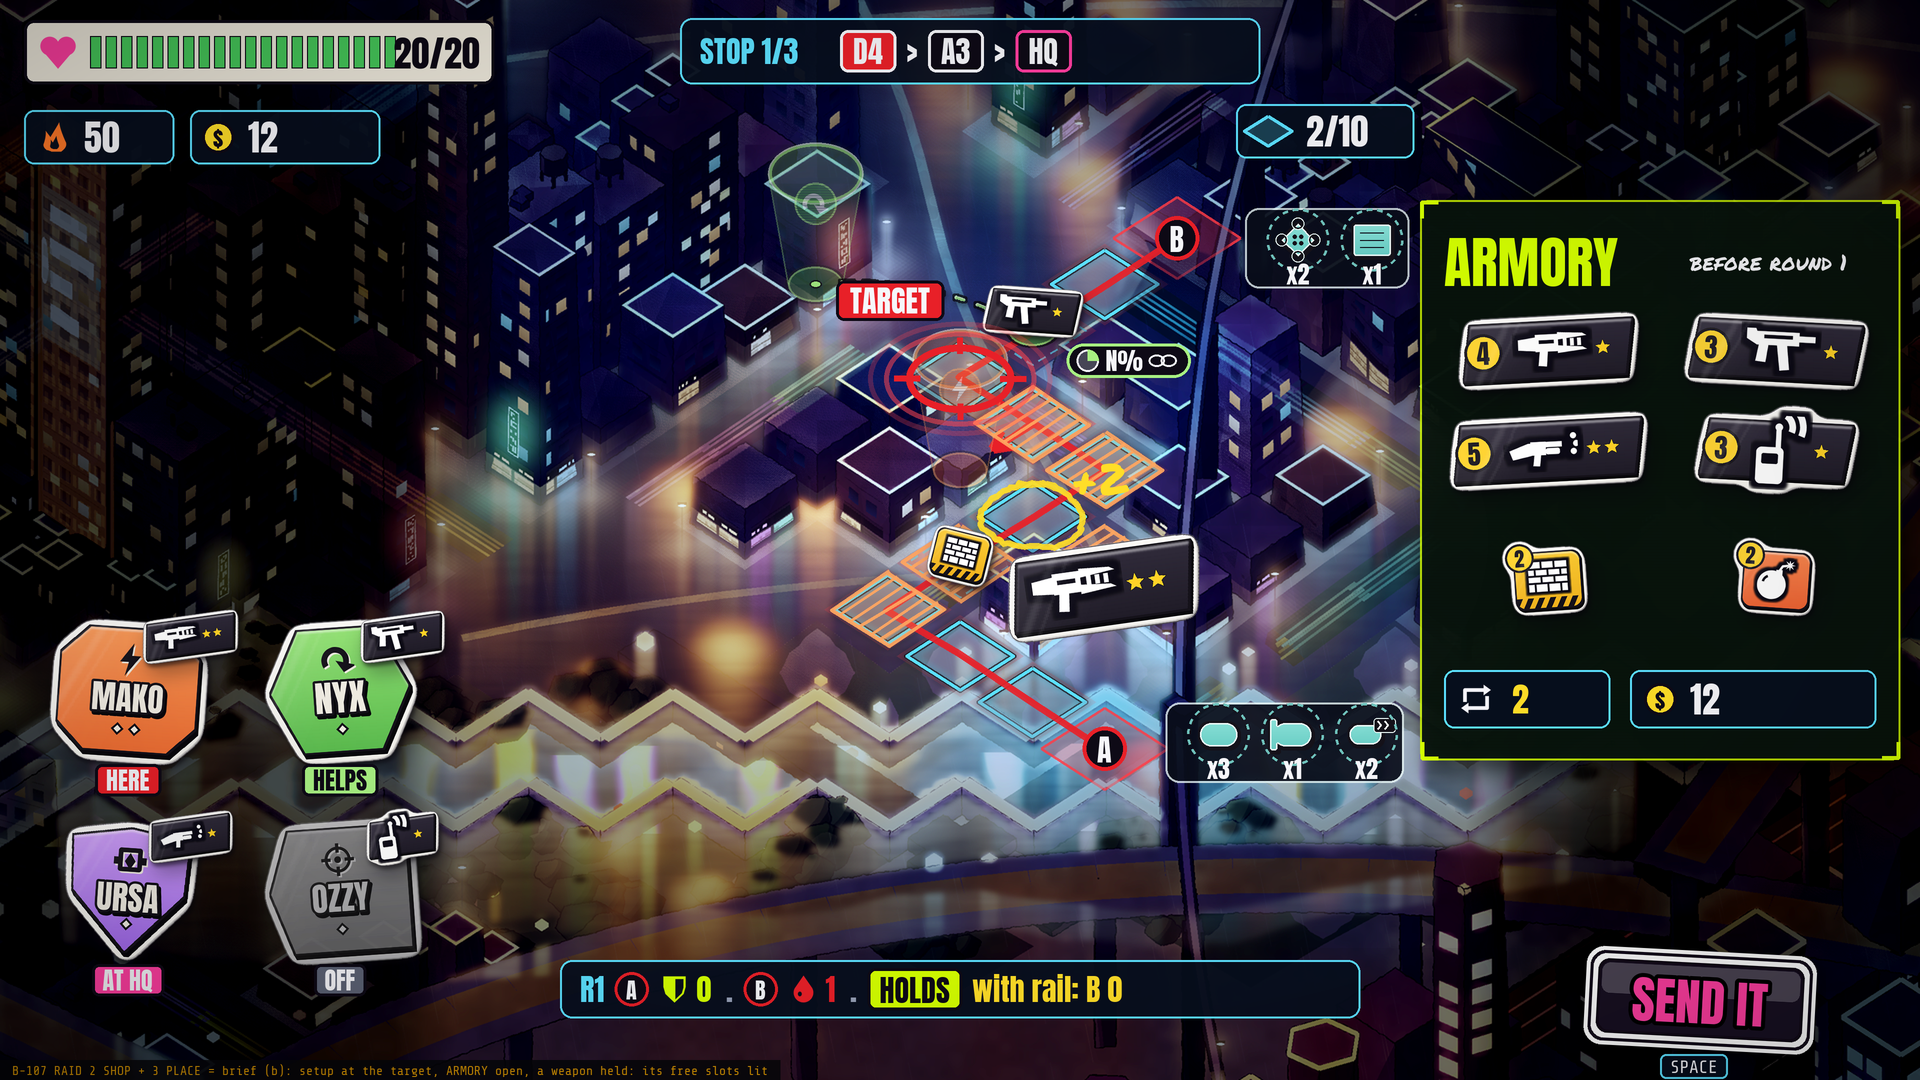 20/20
50
$ 12
STOP 1/3 D4 > A3 > HQ
2/10
B
x2 x1
TARGET
N%
+2
A
x3 x1 x2
ARMORY
BEFORE ROUND 1
4
3
5
3
2
2
2
$ 12
MAKO
HERE
NYX
HELPS
URSA
AT HQ
OZZY
OFF
R1 A 0 . B 1 . HOLDS with rail: B 0
SEND IT
SPACE
B-107 RAID 2 SHOP + 3 PLACE = brief (b): setup at the target, ARMORY open, a weapon held: its free slots lit